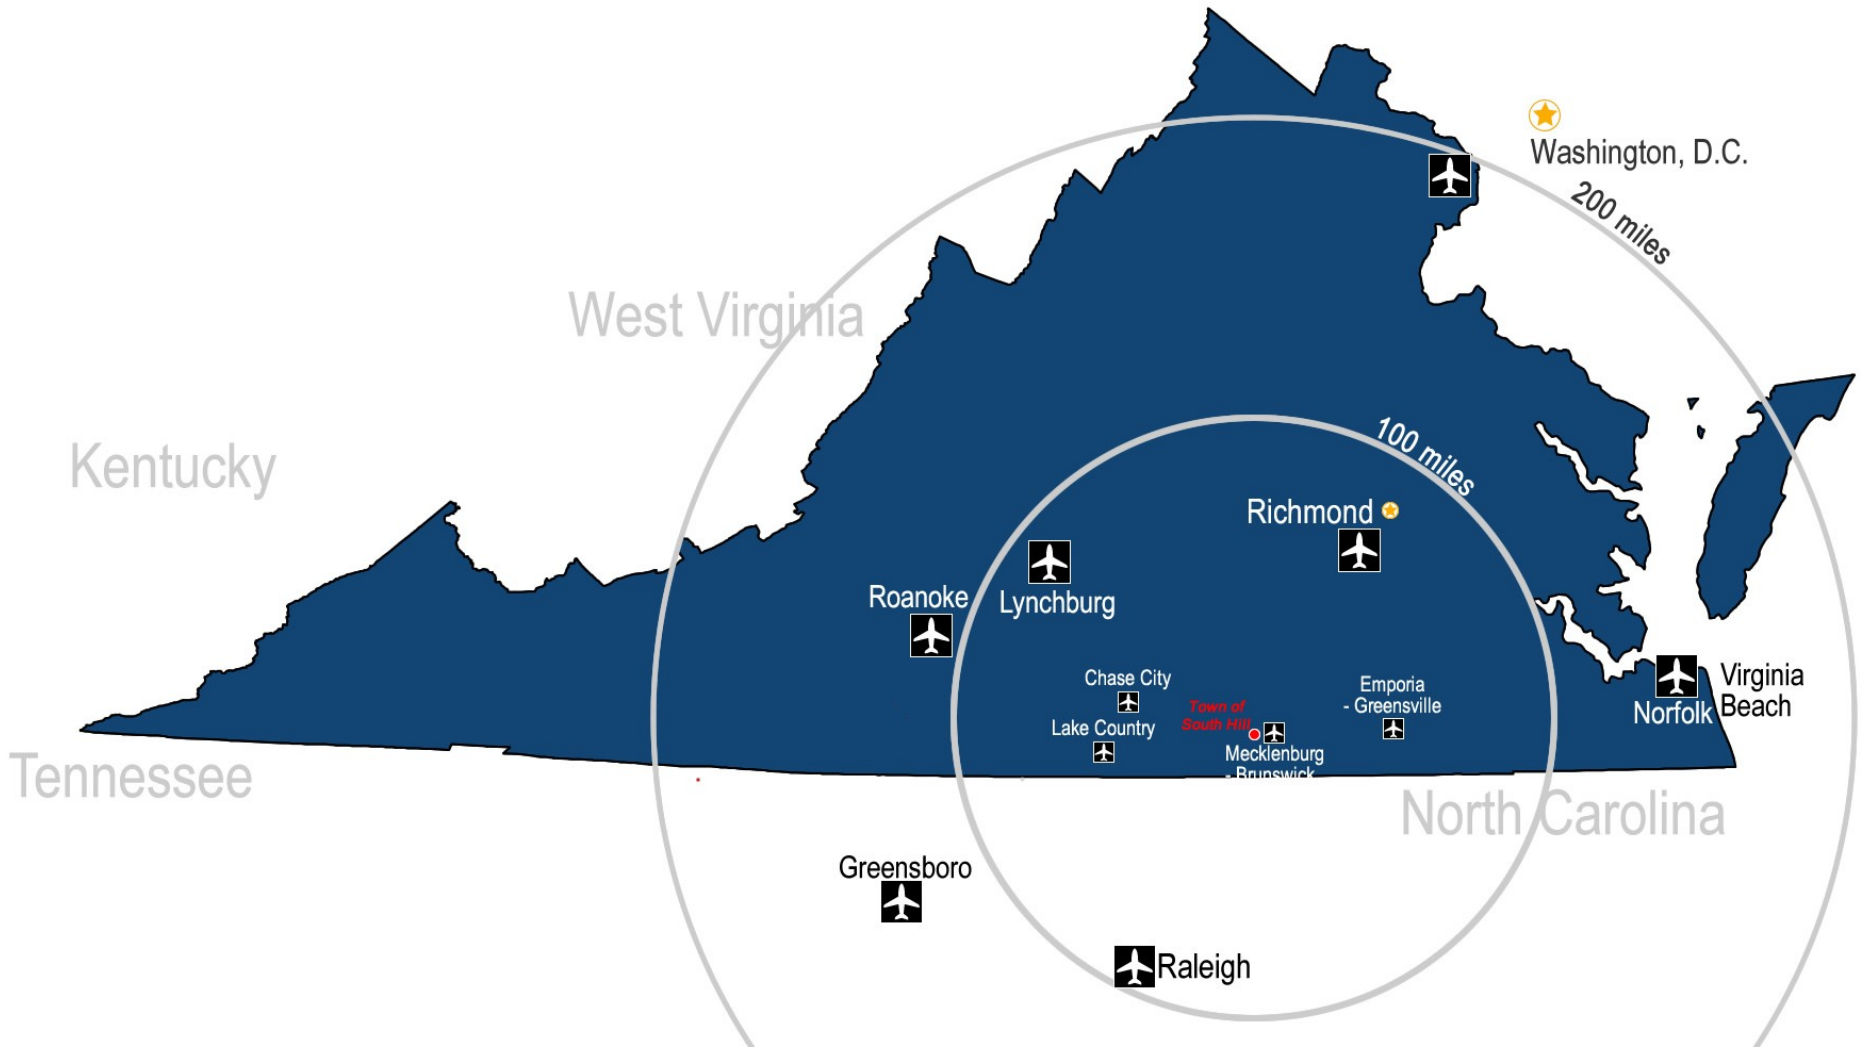 Washington, D.C.
200 miles
West Virginia
100 miles
Kentucky
Richmond
Roanoke
Lynchburg
Chase City
Emporia
- Greensville
Virginia
Beach
Town of
South Hill
Lake Country
Norfolk
Mecklenburg
- Brunswick
Tennessee
North Carolina
Greensboro
Raleigh